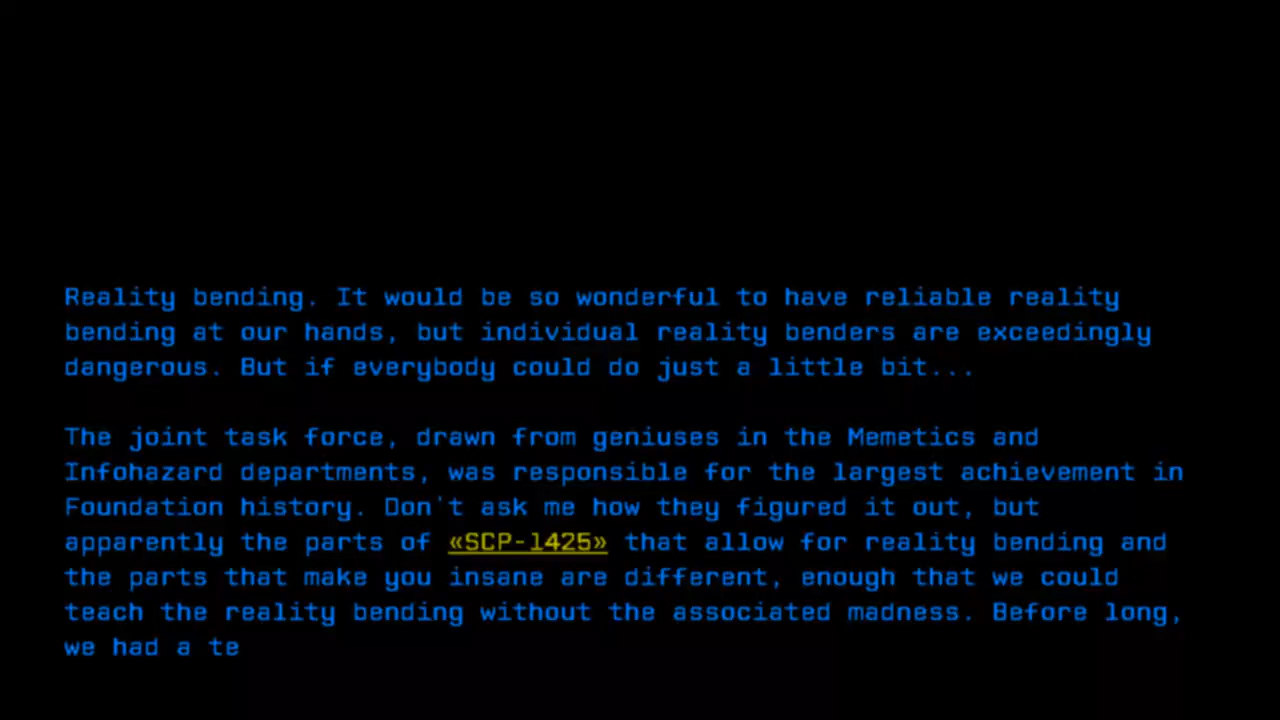 Reality bending. It would be so wonderful to have reliable reality
bending at our hands, but individual reality benders are exceedingly
dangerous. But if everybody could do just a little bit...
The joint task force, drawn from geniuses in the Memetics and
Infohazard departments, was responsible for the largest achievement in
Foundation history. Don't ask me how they figured it out, but
apparently the parts of «SCP-1425» that allow for reality bending and
the parts that make you insane are different, enough that we could
teach the reality bending without the associated madness. Before long,
we had a te